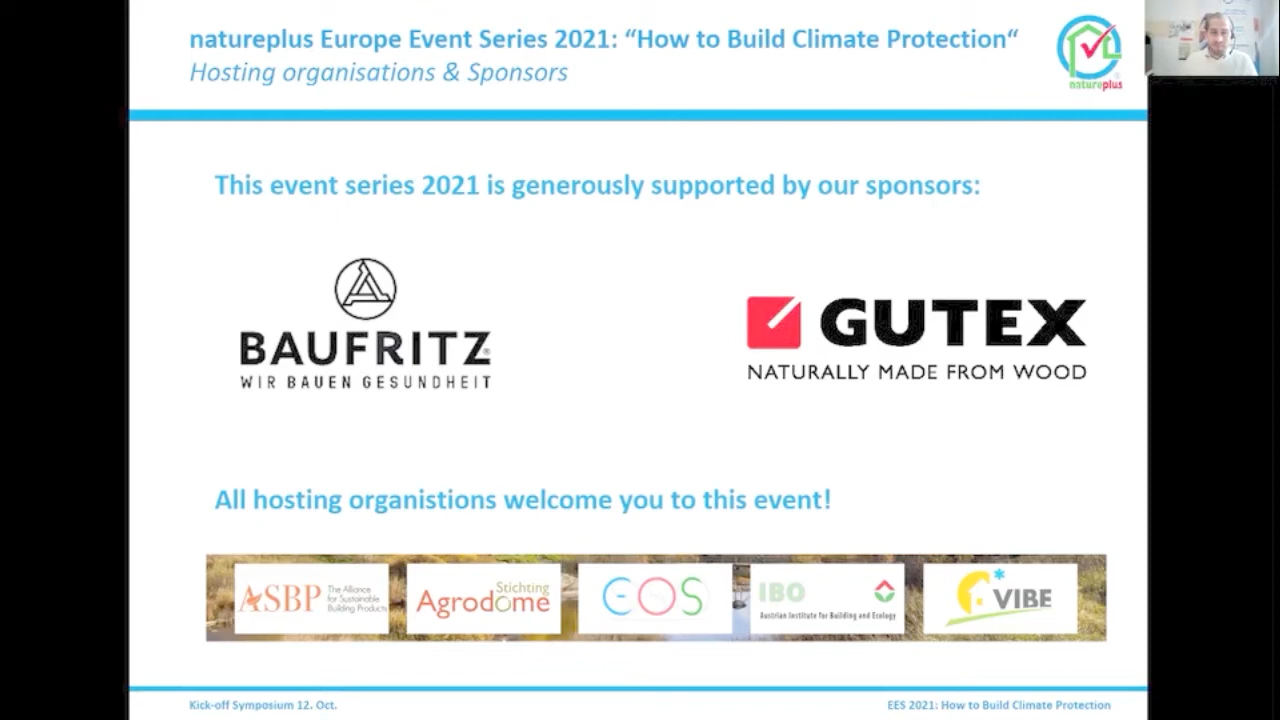 natureplus Europe Event Series 2021: “How to Build Climate Protection“
Hosting organisations & Sponsors
natureplus
This event series 2021 is generously supported by our sponsors:
BAUFRITZ®
WIR BAUEN GESUNDHEIT
GUTEX
NATURALLY MADE FROM WOOD
All hosting organistions welcome you to this event!
ASBP The Alliance
for Sustainable
Building Products
Stichting
Agrodome
EOS
IBO
Austrian Institute for Building and Ecology
VIBE
Kick-off Symposium 12. Oct.
EES 2021: How to Build Climate Protection